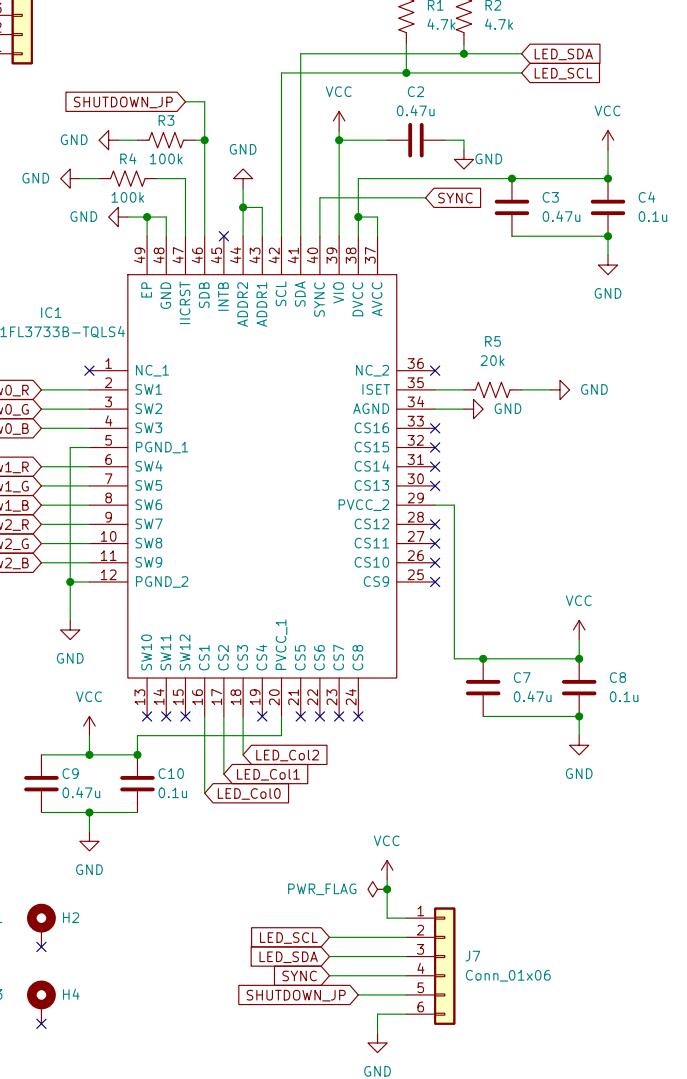 R1
4.7k
R2
4.7k
LED_SDA
LED_SCL
SHUTDOWN_JP
VCC
C2
0.47u
GND
VCC
GND
R3
100k
GND
R4
100k
GND
GND
SYNC
C3
0.47u
C4
0.1u
GND
49
48
47
46
45
44
43
42
41
40
39
38
37
EP
GND
IICRST
SDB
INTB
ADDR2
ADDR1
SCL
SDA
SYNC
VIO
DVCC
AVCC
IC1
1FL3733B-TQLS4
1 NC_1
2 SW1
3 SW2
4 SW3
5 PGND_1
6 SW4
7 SW5
8 SW6
9 SW7
10 SW8
11 SW9
12 PGND_2
w0_R
w0_G
w0_B
w1_R
w1_G
w1_B
w2_R
w2_G
w2_B
GND
NC_2 36
ISET 35
AGND 34
CS16 33
CS15 32
CS14 31
CS13 30
PVCC_2 29
CS12 28
CS11 27
CS10 26
CS9 25
R5
20k
GND
GND
VCC
C7
0.47u
C8
0.1u
GND
SW10
SW11
SW12
CS1
CS2
CS3
CS4
PVCC_1
CS5
CS6
CS7
CS8
13
14
15
16
17
18
19
20
21
22
23
24
VCC
LED_Col2
LED_Col1
LED_Col0
C9
0.47u
C10
0.1u
GND
H2
H4
VCC
PWR_FLAG
1
2
3
4
5
6
LED_SCL
LED_SDA
SYNC
SHUTDOWN_JP
J7
Conn_01x06
GND